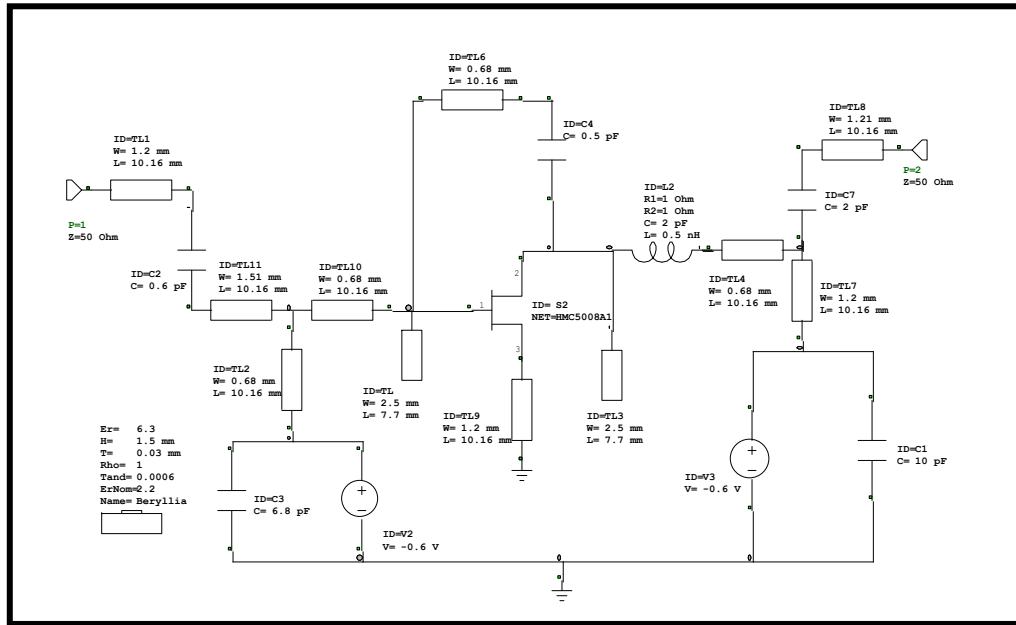 ID=TL6
W= 0.68 mm
L= 10.16 mm
ID=TL8
W= 1.21 mm
L= 10.16 mm
ID=C4
C= 0.5 pF
ID=TL1
W= 1.2 mm
L= 10.16 mm
P=2
Z=50 Ohm
ID=L2
R1=1 Ohm
R2=1 Ohm
C= 2 pF
L= 0.5 nH
ID=C7
C= 2 pF
P=1
Z=50 Ohm
ID=C2
C= 0.6 pF
ID=TL11
W= 1.51 mm
L= 10.16 mm
ID=TL10
W= 0.68 mm
L= 10.16 mm
2
1
3
ID= S2
NET=HMC5008A1
ID=TL4
W= 0.68 mm
L= 10.16 mm
ID=TL7
W= 1.2 mm
L= 10.16 mm
ID=TL2
W= 0.68 mm
L= 10.16 mm
ID=TL
W= 2.5 mm
L= 7.7 mm
ID=TL9
W= 1.2 mm
L= 10.16 mm
ID=TL3
W= 2.5 mm
L= 7.7 mm
Er= 6.3
H= 1.5 mm
T= 0.03 mm
Rho= 1
Tand= 0.0006
ErNom=2.2
Name= Beryllia
ID=C3
C= 6.8 pF
ID=V2
V= -0.6 V
ID=V3
V= -0.6 V
ID=C1
C= 10 pF